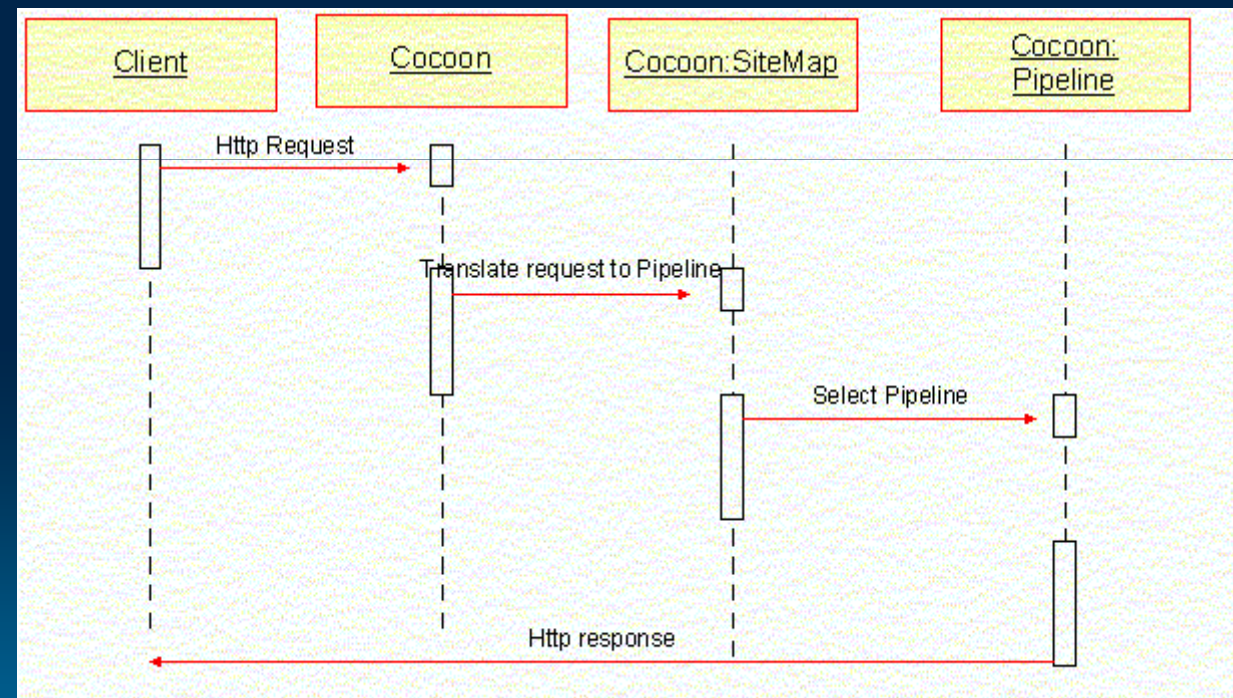 Client
Cocoon
Cocoon:SiteMap
Cocoon:
Pipeline
Http Request
Translate request to Pipeline
Select Pipeline
Http response